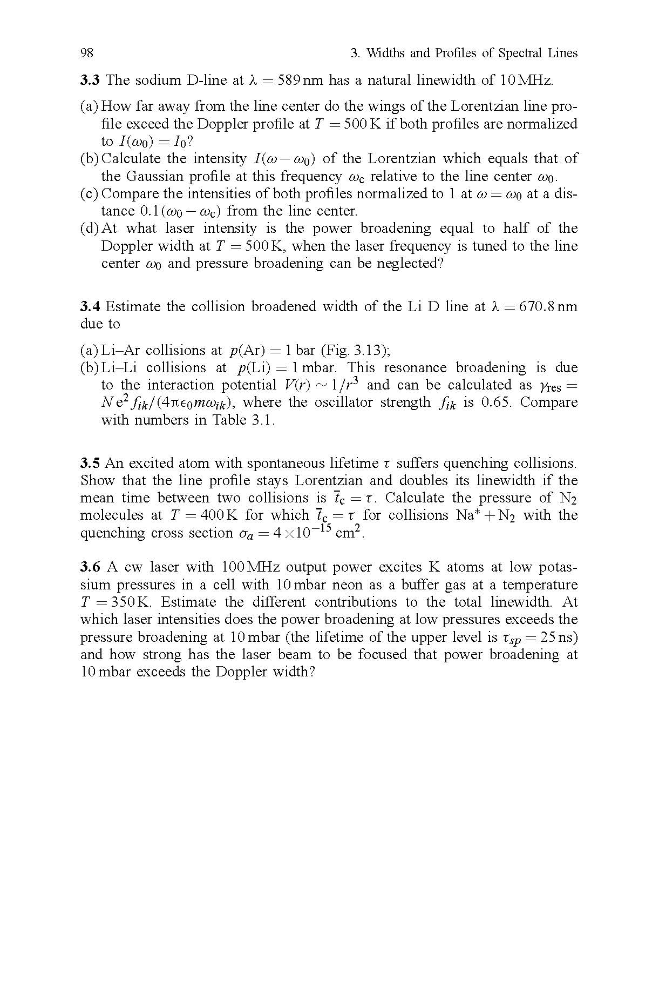 98 3. Widths and Profiles of Spectral Lines
3.3 The sodium D-line at λ = 589 nm has a natural linewidth of 10 MHz.
(a) How far away from the line center do the wings of the Lorentzian line pro-
file exceed the Doppler profile at T = 500 K if both profiles are normalized
to I(ω₀) = I₀?
(b) Calculate the intensity I(ω − ω₀) of the Lorentzian which equals that of
the Gaussian profile at this frequency ω_c relative to the line center ω₀.
(c) Compare the intensities of both profiles normalized to 1 at ω = ω₀ at a dis-
tance 0.1(ω₀ − ω_c) from the line center.
(d) At what laser intensity is the power broadening equal to half of the
Doppler width at T = 500 K, when the laser frequency is tuned to the line
center ω₀ and pressure broadening can be neglected?
3.4 Estimate the collision broadened width of the Li D line at λ = 670.8 nm
due to
(a) Li–Ar collisions at p(Ar) = 1 bar (Fig. 3.13);
(b) Li–Li collisions at p(Li) = 1 mbar. This resonance broadening is due
to the interaction potential V(r) ~ 1/r³ and can be calculated as γ_res =
N e² f_ik/(4πϵ₀mω_ik), where the oscillator strength f_ik is 0.65. Compare
with numbers in Table 3.1.
3.5 An excited atom with spontaneous lifetime τ suffers quenching collisions.
Show that the line profile stays Lorentzian and doubles its linewidth if the
mean time between two collisions is t̄_c = τ. Calculate the pressure of N₂
molecules at T = 400 K for which t̄_c = τ for collisions Na* + N₂ with the
quenching cross section σ_a = 4 × 10⁻¹⁵ cm².
3.6 A cw laser with 100 MHz output power excites K atoms at low potas-
sium pressures in a cell with 10 mbar neon as a buffer gas at a temperature
T = 350 K. Estimate the different contributions to the total linewidth. At
which laser intensities does the power broadening at low pressures exceeds the
pressure broadening at 10 mbar (the lifetime of the upper level is τ_sp = 25 ns)
and how strong has the laser beam to be focused that power broadening at
10 mbar exceeds the Doppler width?